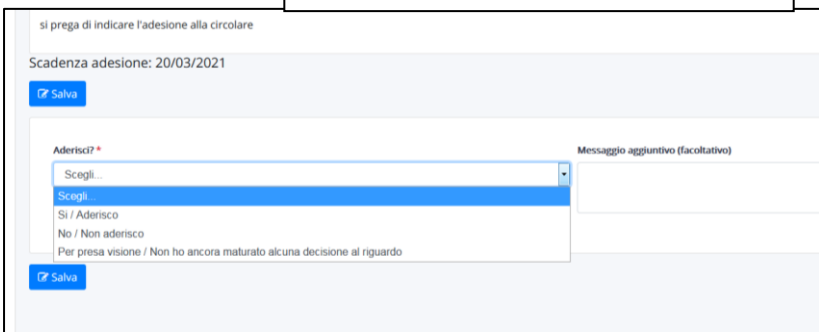 si prega di indicare l'adesione alla circolare
Scadenza adesione: 20/03/2021
Salva
Aderisci? *
Messaggio aggiuntivo (facoltativo)
Scegli...
Scegli...
Si / Aderisco
No / Non aderisco
Per presa visione / Non ho ancora maturato alcuna decisione al riguardo
Salva